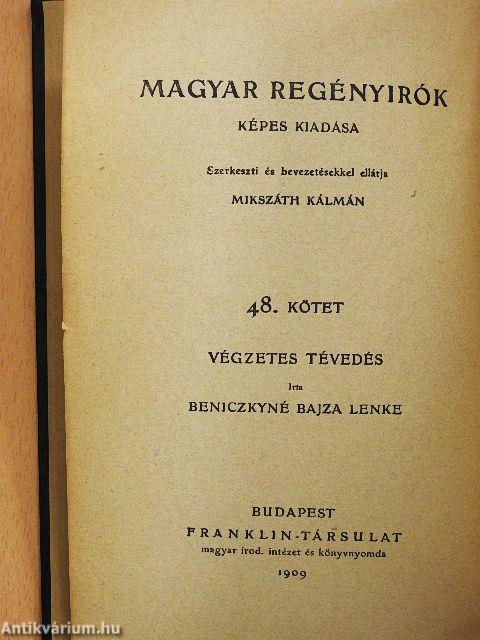 MAGYAR REGÉNYIRÓK
KÉPES KIADÁSA
Szerkeszti és bevezetésekkel ellátja
MIKSZÁTH KÁLMÁN
48. KÖTET
VÉGZETES TÉVEDÉS
Irta
BENICZKYNÉ BAJZA LENKE
BUDAPEST
FRANKLIN-TÁRSULAT
magyar irod. intézet és könyvnyomda
1909
Antikvárium.hu